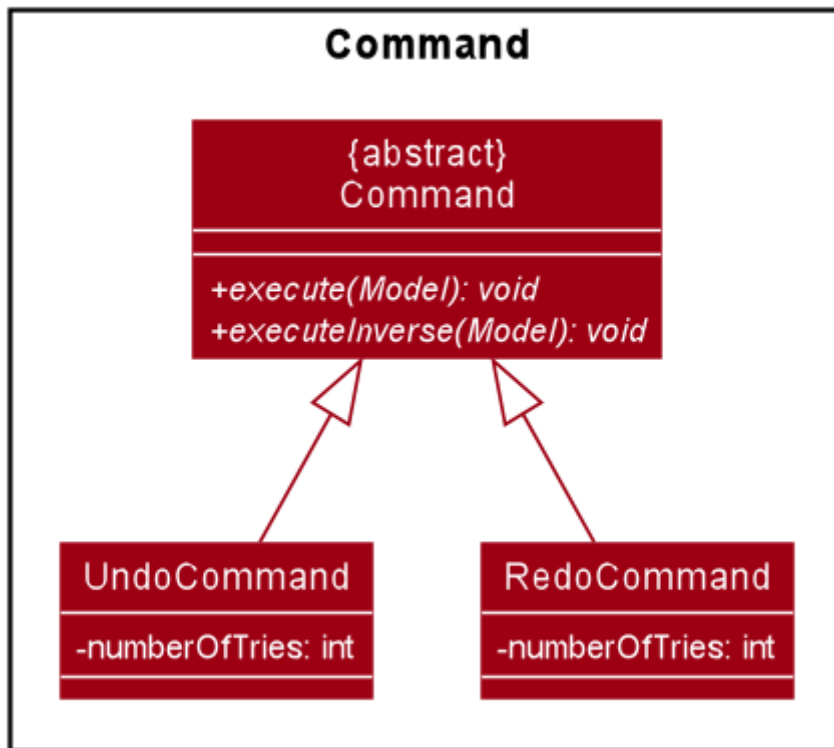 Command
{abstract}
Command
+execute(Model): void
+executeInverse(Model): void
UndoCommand
RedoCommand
-numberOfTries: int
-numberOfTries: int